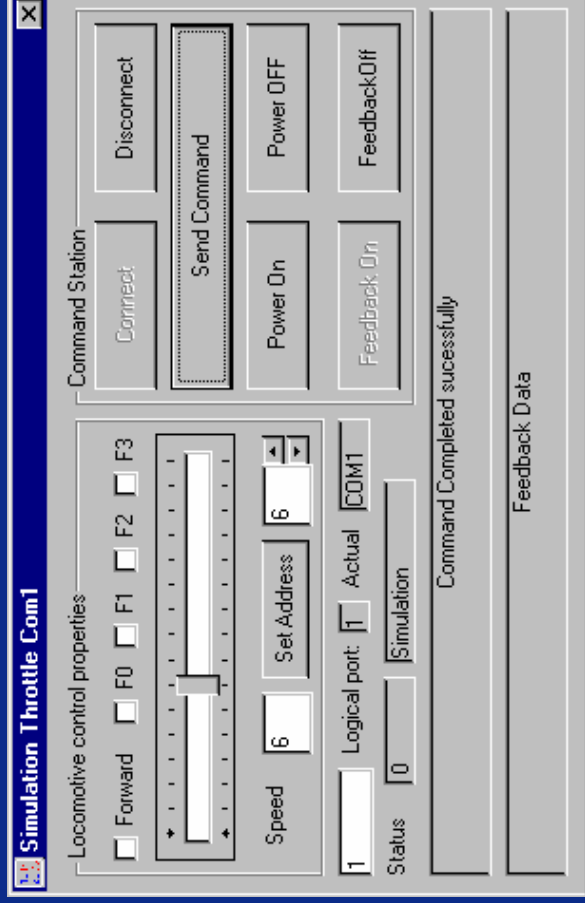 Simulation Throttle Com1
Locomotive control properties
Forward F0 F1 F2 F3
Speed 6 Set Address 6
1 Logical port: 1 Actual COM1
Status 0 Simulation
Command Station
Connect Disconnect
Send Command
Power On Power OFF
Feedback On FeedbackOff
Command Completed sucessfully
Feedback Data